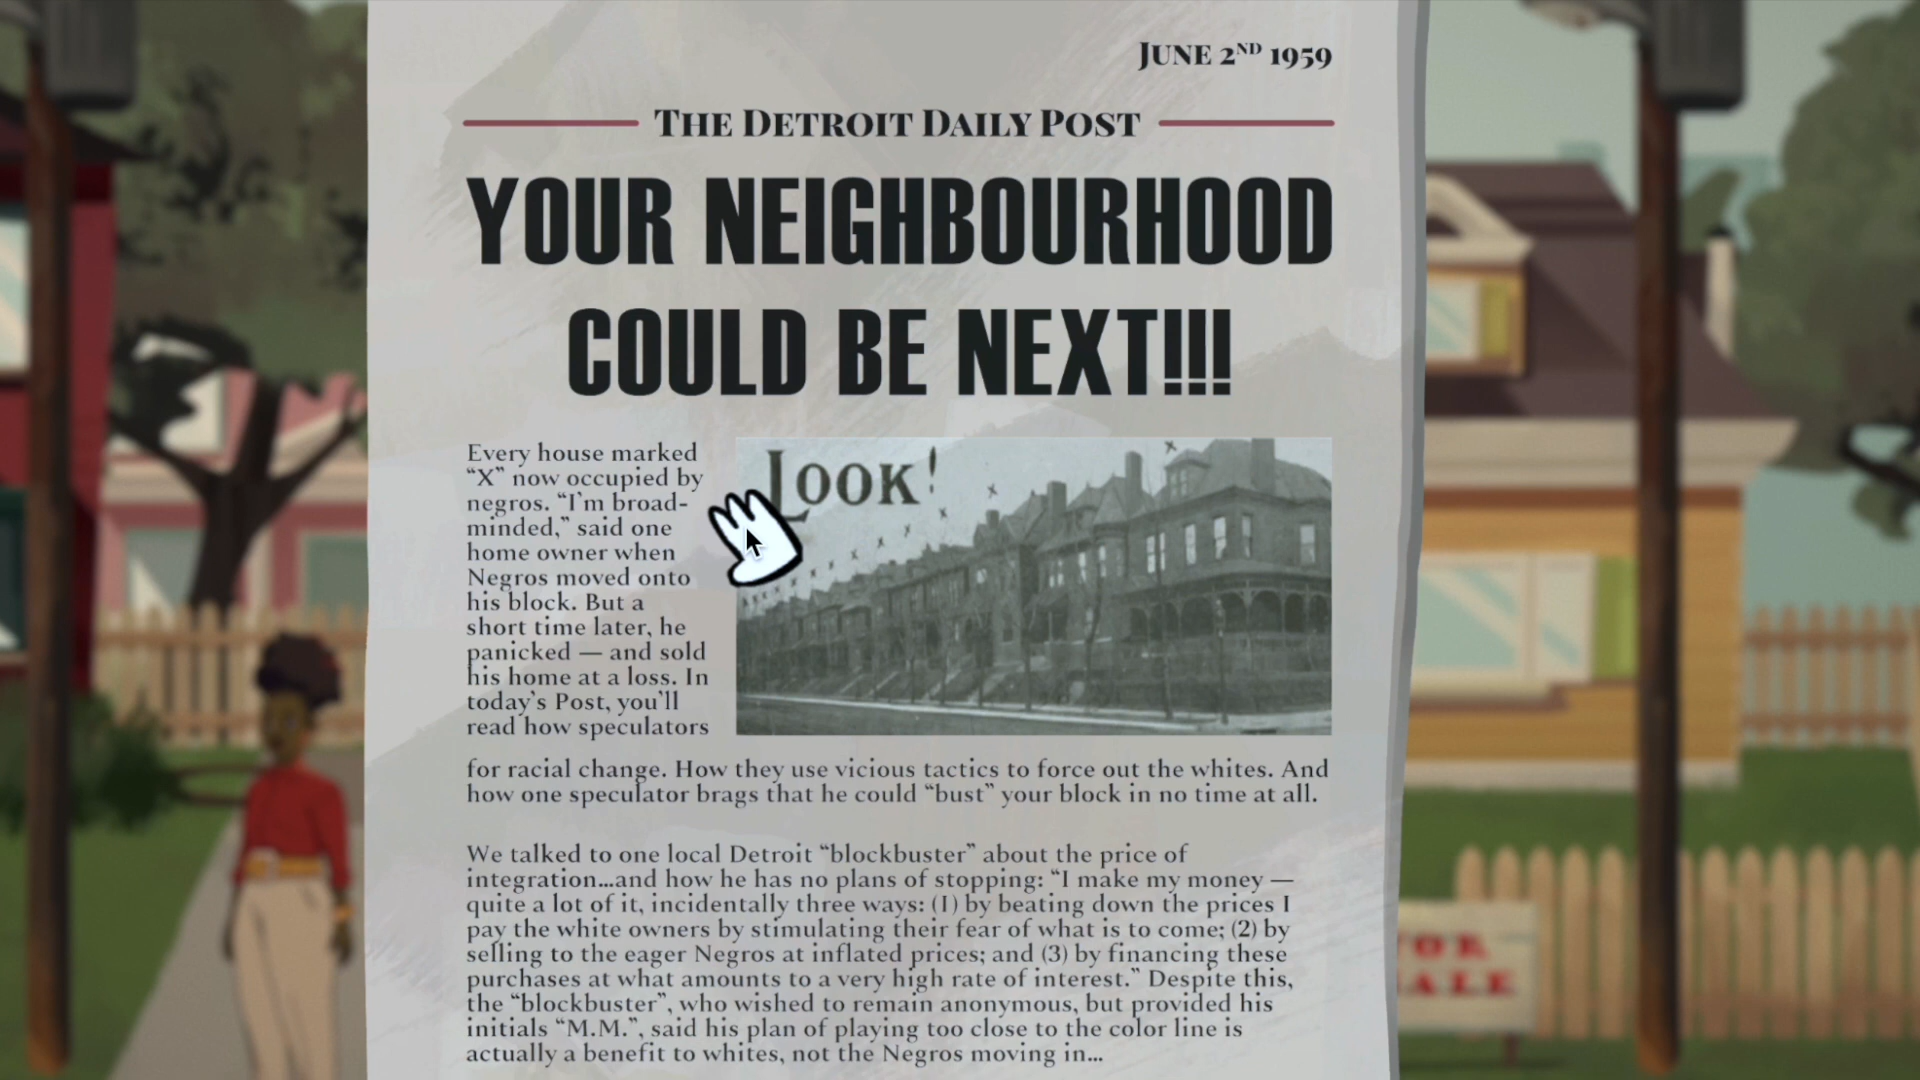 JUNE 2ND 1959
THE DETROIT DAILY POST
YOUR NEIGHBOURHOOD
COULD BE NEXT!!!
Every house marked
“X” now occupied by
negros. “I’m broad-
minded,” said one
home owner when
Negros moved onto
his block. But a
short time later, he
panicked — and sold
his home at a loss. In
today’s Post, you’ll
read how speculators
LOOK!
for racial change. How they use vicious tactics to force out the whites. And
how one speculator brags that he could “bust” your block in no time at all.
We talked to one local Detroit “blockbuster” about the price of
integration...and how he has no plans of stopping: “I make my money —
quite a lot of it, incidentally three ways: (1) by beating down the prices I
pay the white owners by stimulating their fear of what is to come; (2) by
selling to the eager Negros at inflated prices; and (3) by financing these
purchases at what amounts to a very high rate of interest.” Despite this,
the “blockbuster”, who wished to remain anonymous, but provided his
initials “M.M.”, said his plan of playing too close to the color line is
actually a benefit to whites, not the Negros moving in...